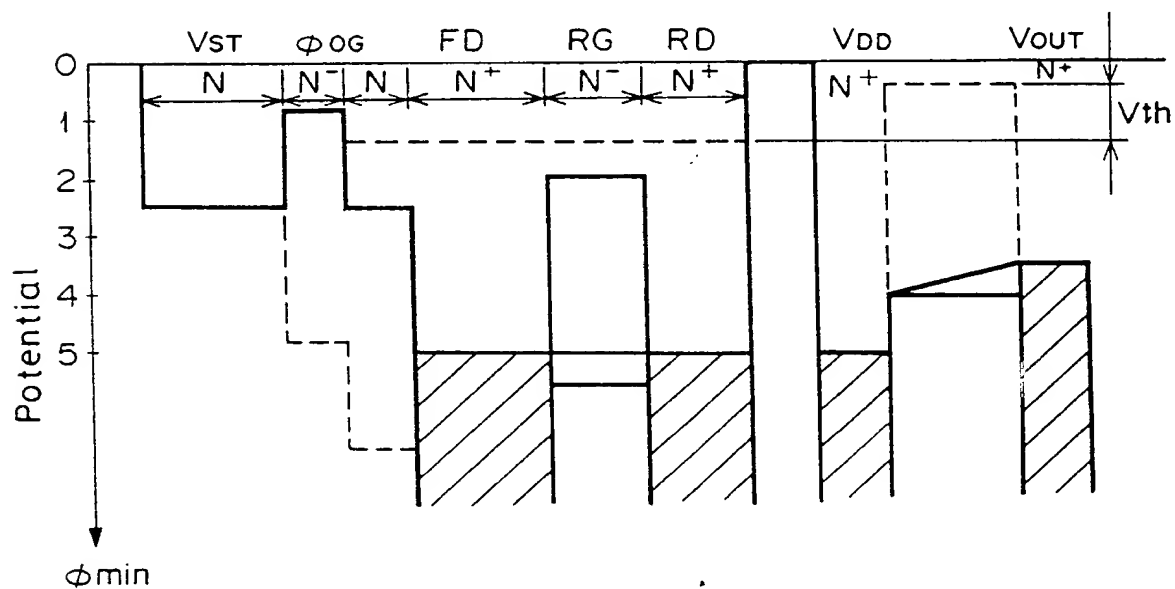 VST φOG FD RG RD VDD VOUT
0 N N⁻ N N⁺ N⁻ N⁺ N⁺ N⁺
1 Vth
2
3
4
5
Potential
φmin